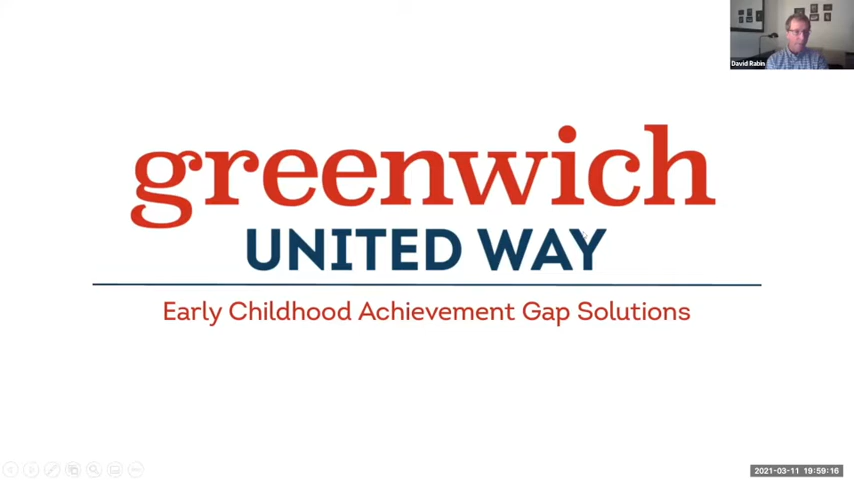 David Rabin
greenwich
UNITED WAY
Early Childhood Achievement Gap Solutions
2021-03-11 19:59:16